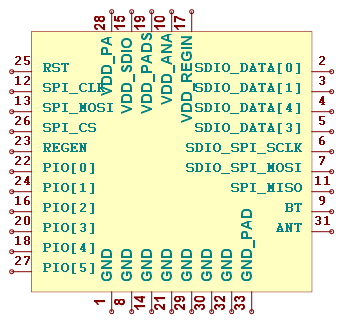 28 15 19 10 17
VDD_PA VDD_SDIO VDD_PADS VDD_ANA VDD_REGIN
25 RST SDIO_DATA[0] 2
12 SPI_CLK SDIO_DATA[1] 3
13 SPI_MOSI SDIO_DATA[4] 4
26 SPI_CS SDIO_DATA[3] 5
23 REGEN SDIO_SPI_SCLK 6
22 PIO[0] SDIO_SPI_MOSI 7
24 PIO[1] SPI_MISO 11
16 PIO[2] BT 9
20 PIO[3] ANT 31
18 PIO[4]
27 PIO[5]
GND GND GND GND GND GND GND GND_PAD
1 8 14 21 29 30 32 33